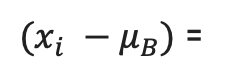 (xᵢ − μ_B) =